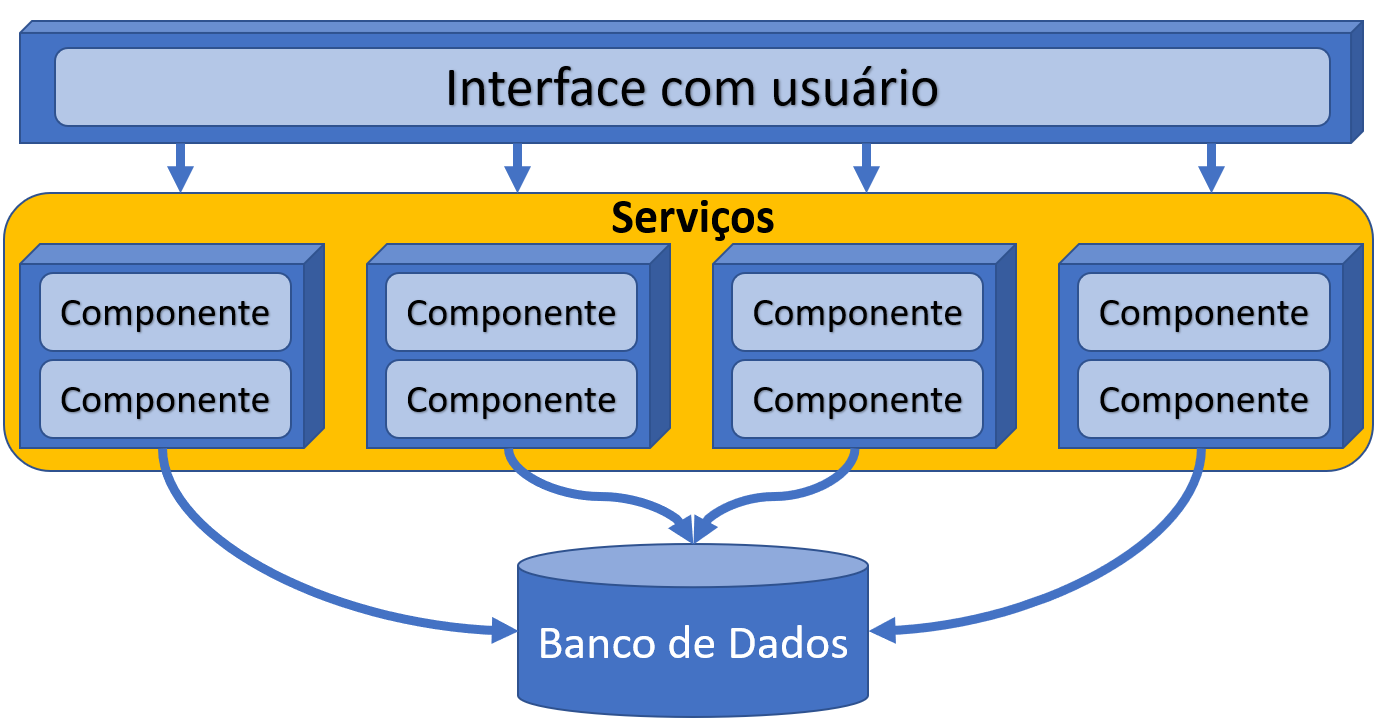 Interface com usuário
Serviços
Componente
Componente
Componente
Componente
Componente
Componente
Componente
Componente
Banco de Dados